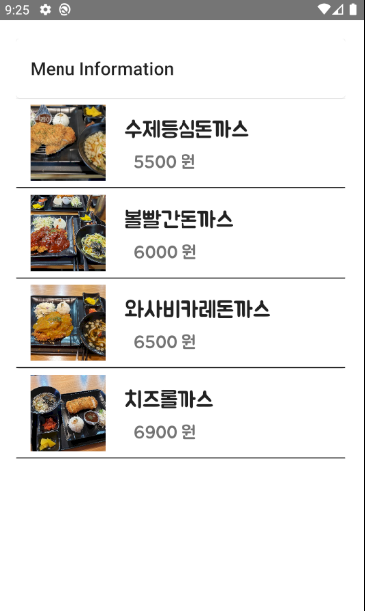 9:25
Menu Information
수제등심돈까스
5500 원
볼빨간돈까스
6000 원
와사비카레돈까스
6500 원
치즈롤까스
6900 원